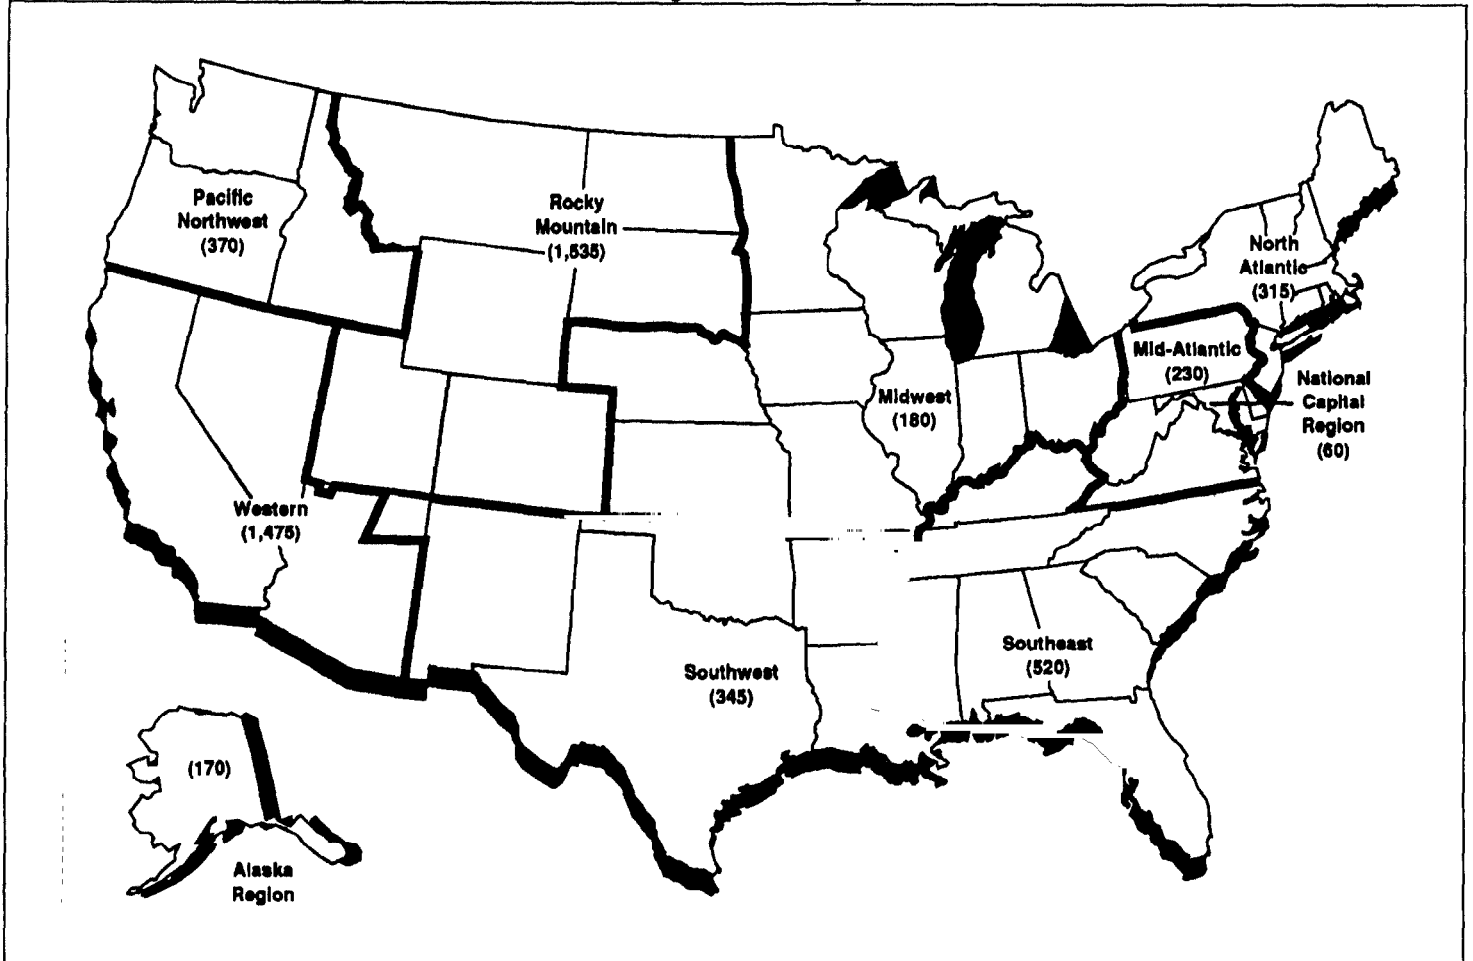 Pacific
Northwest
(370)
Rocky
Mountain
(1,535)
North
Atlantic
(315)
Mid-Atlantic
(230)
National
Capital
Region
(60)
Midwest
(180)
Western
(1,475)
Southwest
(345)
Southeast
(520)
(170)
Alaska
Region